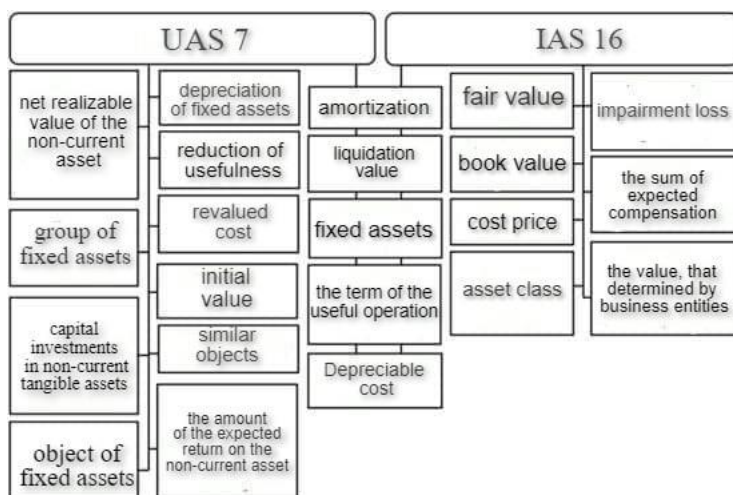 UAS 7
IAS 16
net realizable
value of the
non-current
asset
group of
fixed assets
capital
investments
in non-current
tangible assets
object of
fixed assets
depreciation
of fixed assets
reduction of
usefulness
revalued
cost
initial
value
similar
objects
the amount
of the expected
return on the
non-current asset
amortization
liquidation
value
fixed assets
the term of the
useful operation
Depreciable
cost
fair value
book value
cost price
asset class
impairment loss
the sum of
expected
compensation
the value, that
determined by
business entities